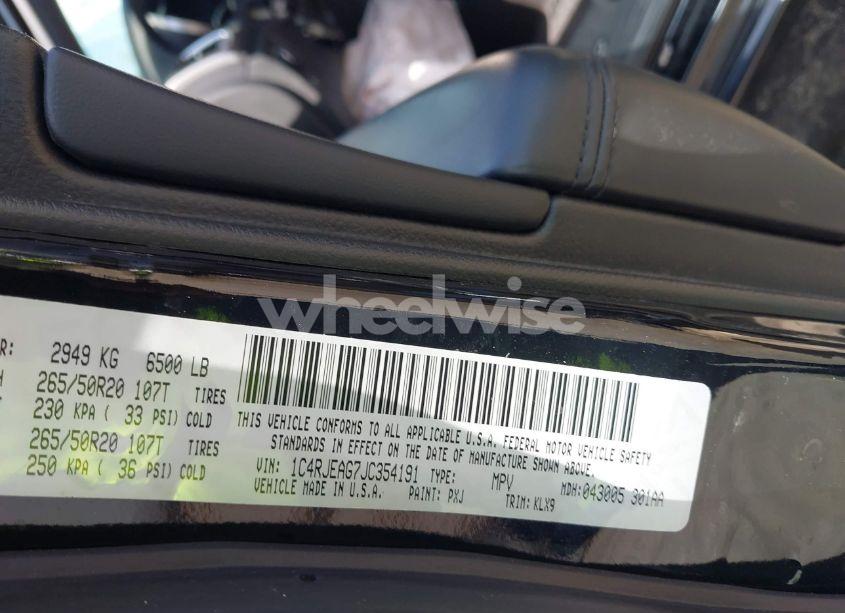 wheelwise
R: 2949 KG 6500 LB
H 265/50R20 107T TIRES
230 KPA ( 33 PSI) COLD
265/50R20 107T TIRES
250 KPA ( 36 PSI) COLD
THIS VEHICLE CONFORMS TO ALL APPLICABLE U.S.A. FEDERAL MOTOR VEHICLE SAFETY
STANDARDS IN EFFECT ON THE DATE OF MANUFACTURE SHOWN ABOVE.
VIN: 1C4RJEAG7JC354191 TYPE: MPV MDH:043005 301AA
VEHICLE MADE IN U.S.A. PAINT: PXJ TRIM:KLX9